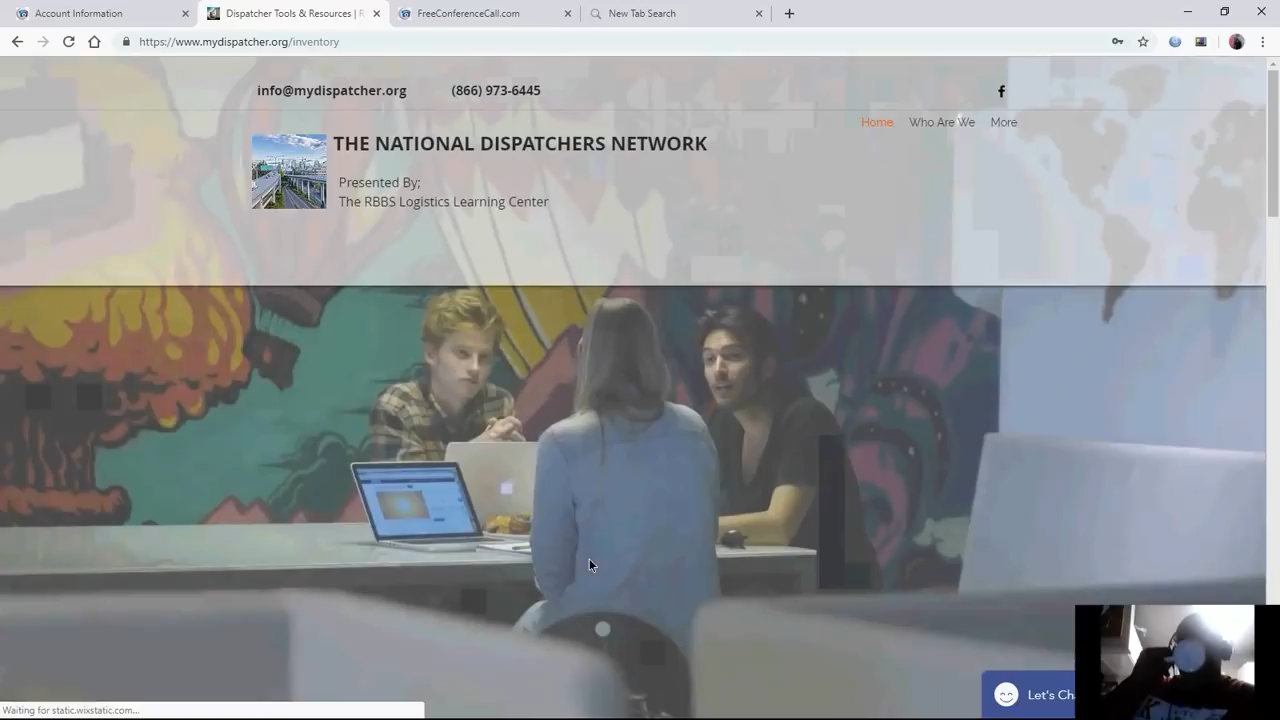 Account Information
Dispatcher Tools & Resources | R
FreeConferenceCall.com
New Tab Search
https://www.mydispatcher.org/inventory
info@mydispatcher.org
(866) 973-6445
Home
Who Are We
More
THE NATIONAL DISPATCHERS NETWORK
Presented By;
The RBBS Logistics Learning Center
Let's Ch
Waiting for static.wixstatic.com...